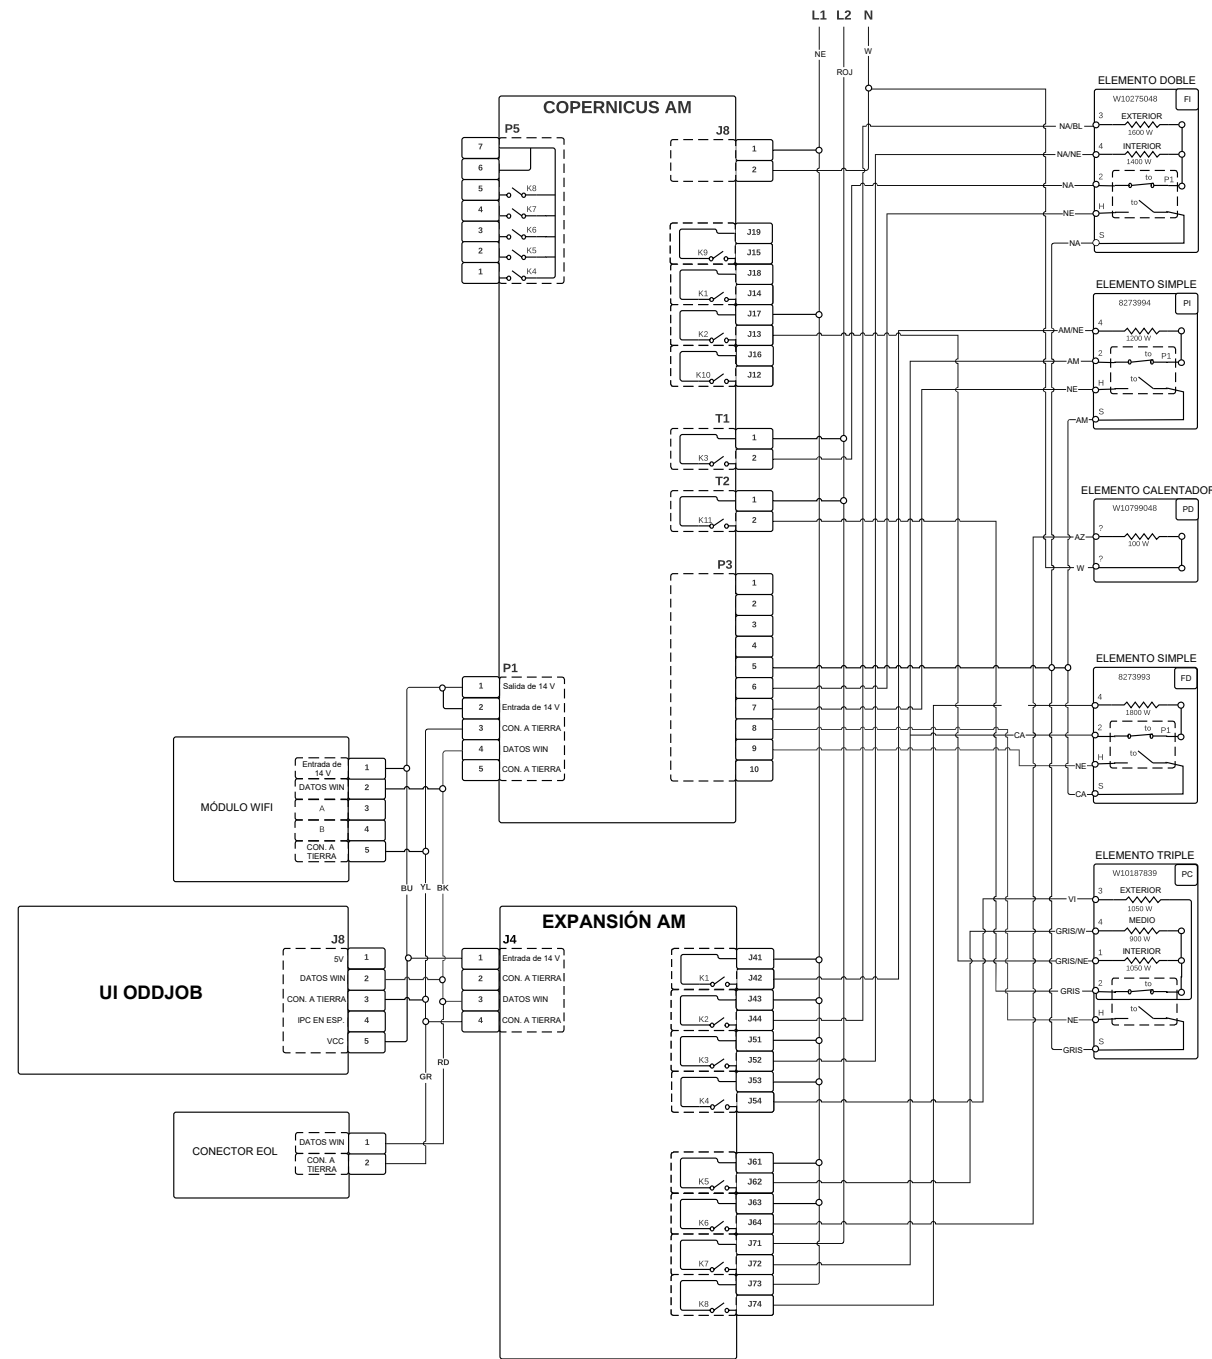 L1 L2 N
NE
ROJ
W
COPERNICUS AM
P5
7
6
5 K8
4 K7
3 K6
2 K5
1 K4
J8
1
2
J19
K9 J15
J18
K1 J14
J17
K2 J13
J16
K10 J12
T1
1
K3 2
T2
1
K11 2
P3
1
2
3
4
5
6
7
8
9
10
P1
1 Salida de 14 V
2 Entrada de 14 V
3 CON. A TIERRA
4 DATOS WIN
5 CON. A TIERRA
MÓDULO WIFI
Entrada de
14 V 1
DATOS WIN 2
A 3
B 4
CON. A
TIERRA 5
BU YL BK
UI ODDJOB
J8
5V 1
DATOS WIN 2
CON. A TIERRA 3
IPC EN ESP. 4
VCC 5
GR
RD
CONECTOR EOL
DATOS WIN 1
CON. A
TIERRA 2
EXPANSIÓN AM
J4
1 Entrada de 14 V
2 CON. A TIERRA
3 DATOS WIN
4 CON. A TIERRA
J41
K1 J42
J43
K2 J44
J51
K3 J52
J53
K4 J54
J61
K5 J62
J63
K6 J64
J71
K7 J72
J73
K8 J74
ELEMENTO DOBLE
W10275048 FI
NA/BL 3 EXTERIOR
1600 W
NA/NE 4 INTERIOR
1400 W
NA 2 to P1
NE H to
NA S
ELEMENTO SIMPLE
8273994 PI
AM/NE 4
1200 W
AM 2 to P1
NE H to
AM S
ELEMENTO CALENTADOR
W10799048 PD
AZ ?
100 W
W ?
ELEMENTO SIMPLE
8273993 FD
4
1800 W
CA 2 to P1
NE H to
CA S
ELEMENTO TRIPLE
W10187839 PC
VI 3 EXTERIOR
1050 W
GRIS/W 4 MEDIO
900 W
GRIS/NE 1 INTERIOR
1050 W
GRIS 2 to
NE H to
GRIS S